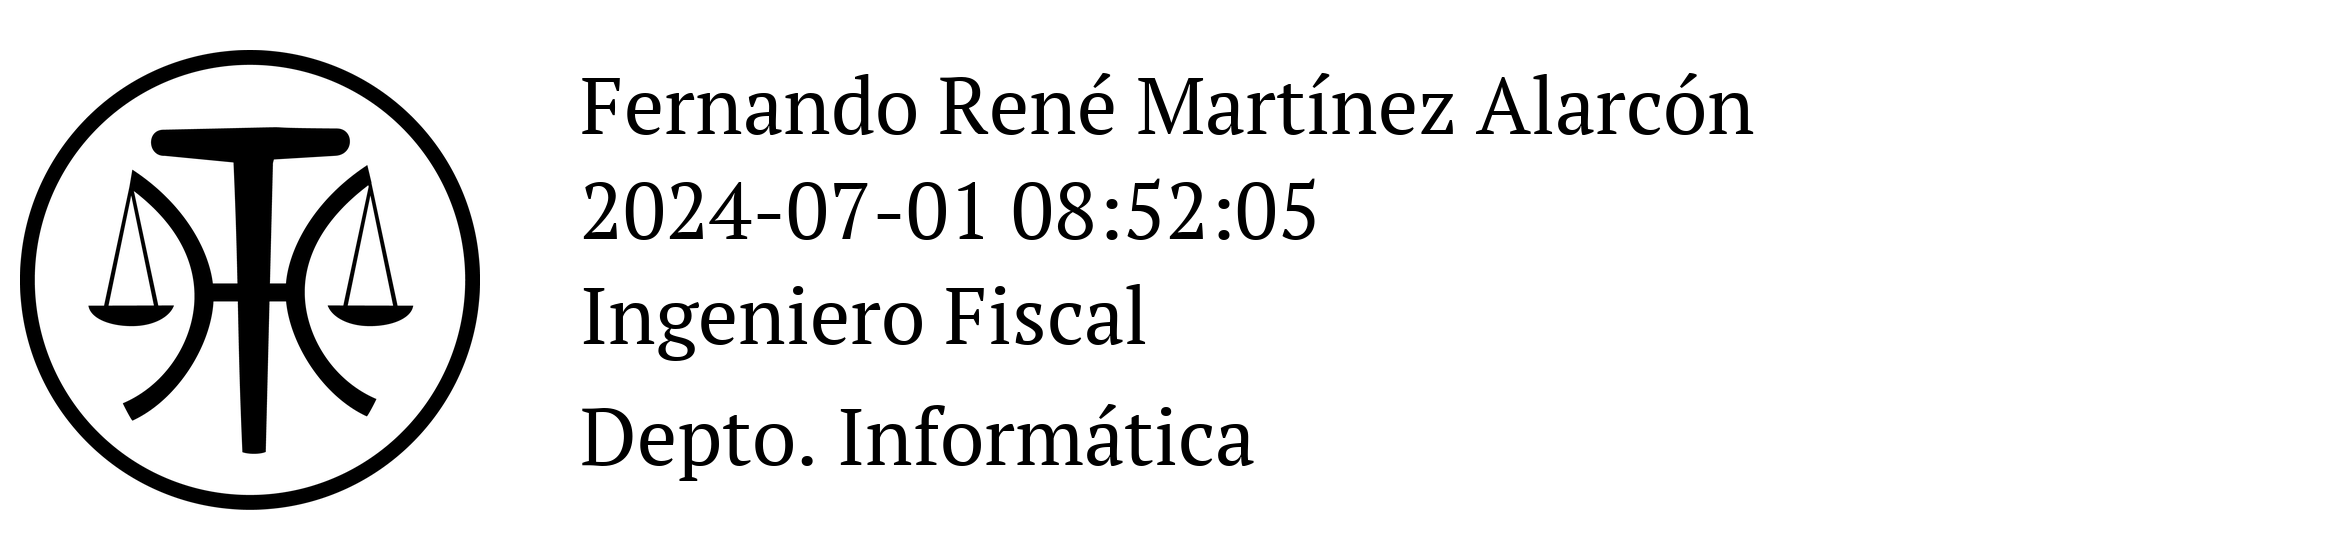 Fernando René Martínez Alarcón
2024-07-01 08:52:05
Ingeniero Fiscal
Depto. Informática